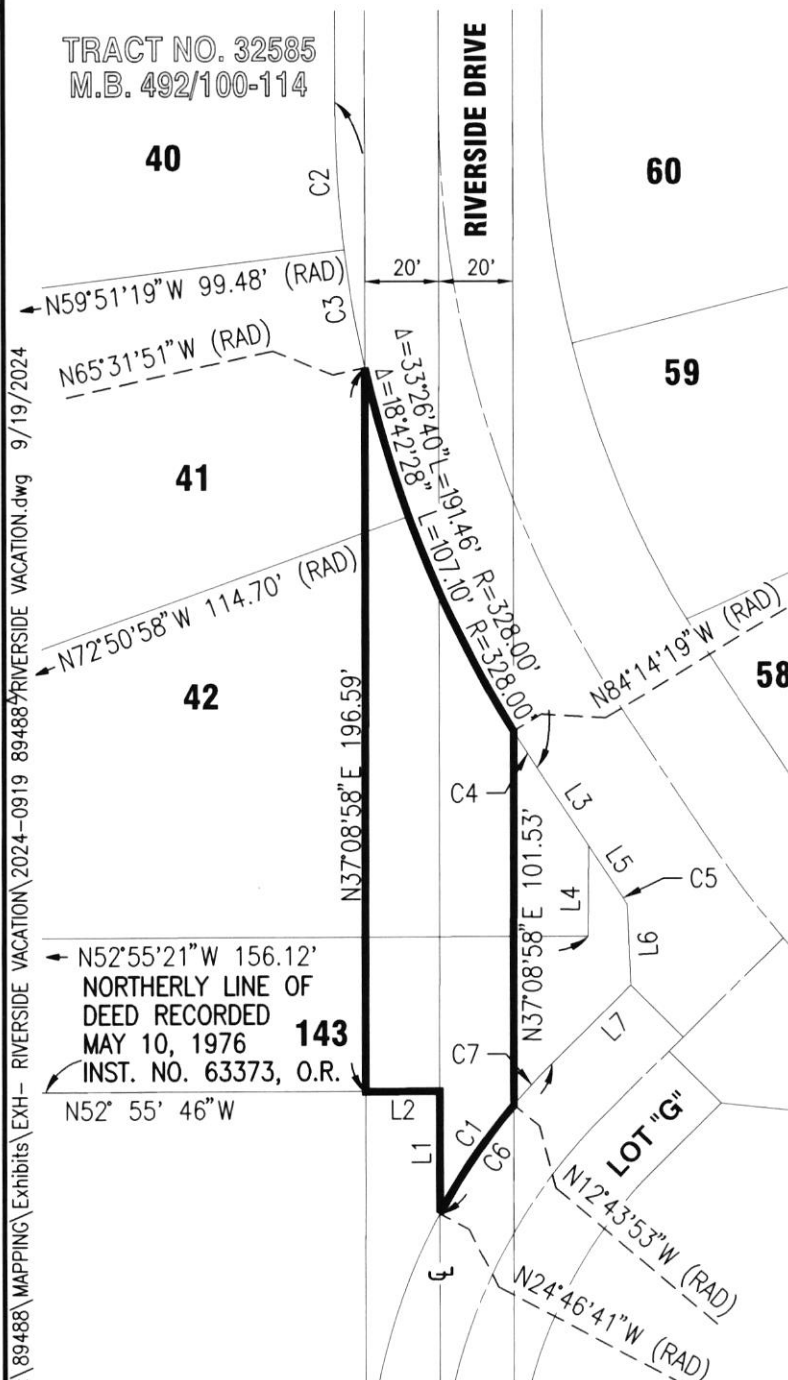 TRACT NO. 32585
M.B. 492/100-114
RIVERSIDE DRIVE
40
60
C2
20'
20'
N59°51'19"W 99.48' (RAD)
C3
N65°31'51"W (RAD)
59
Δ=33°26'40" L=191.46' R=328.00'
Δ=18°42'28" L=107.10' R=328.00'
41
N72°50'58"W 114.70' (RAD)
N84°14'19"W (RAD)
58
42
C4
L3
N37°08'58"E 196.59'
N37°08'58"E 101.53'
L5
C5
L4
L6
N52°55'21"W 156.12'
NORTHERLY LINE OF
DEED RECORDED
MAY 10, 1976
INST. NO. 63373, O.R.
143
C7
L7
N52° 55' 46"W
L2
L1
C1
C6
LOT "G"
N12°43'53"W (RAD)
N24°46'41"W (RAD)
89488\MAPPING\Exhibits\EXH- RIVERSIDE VACATION\2024-0919 89488 RIVERSIDE VACATION.dwg 9/19/2024